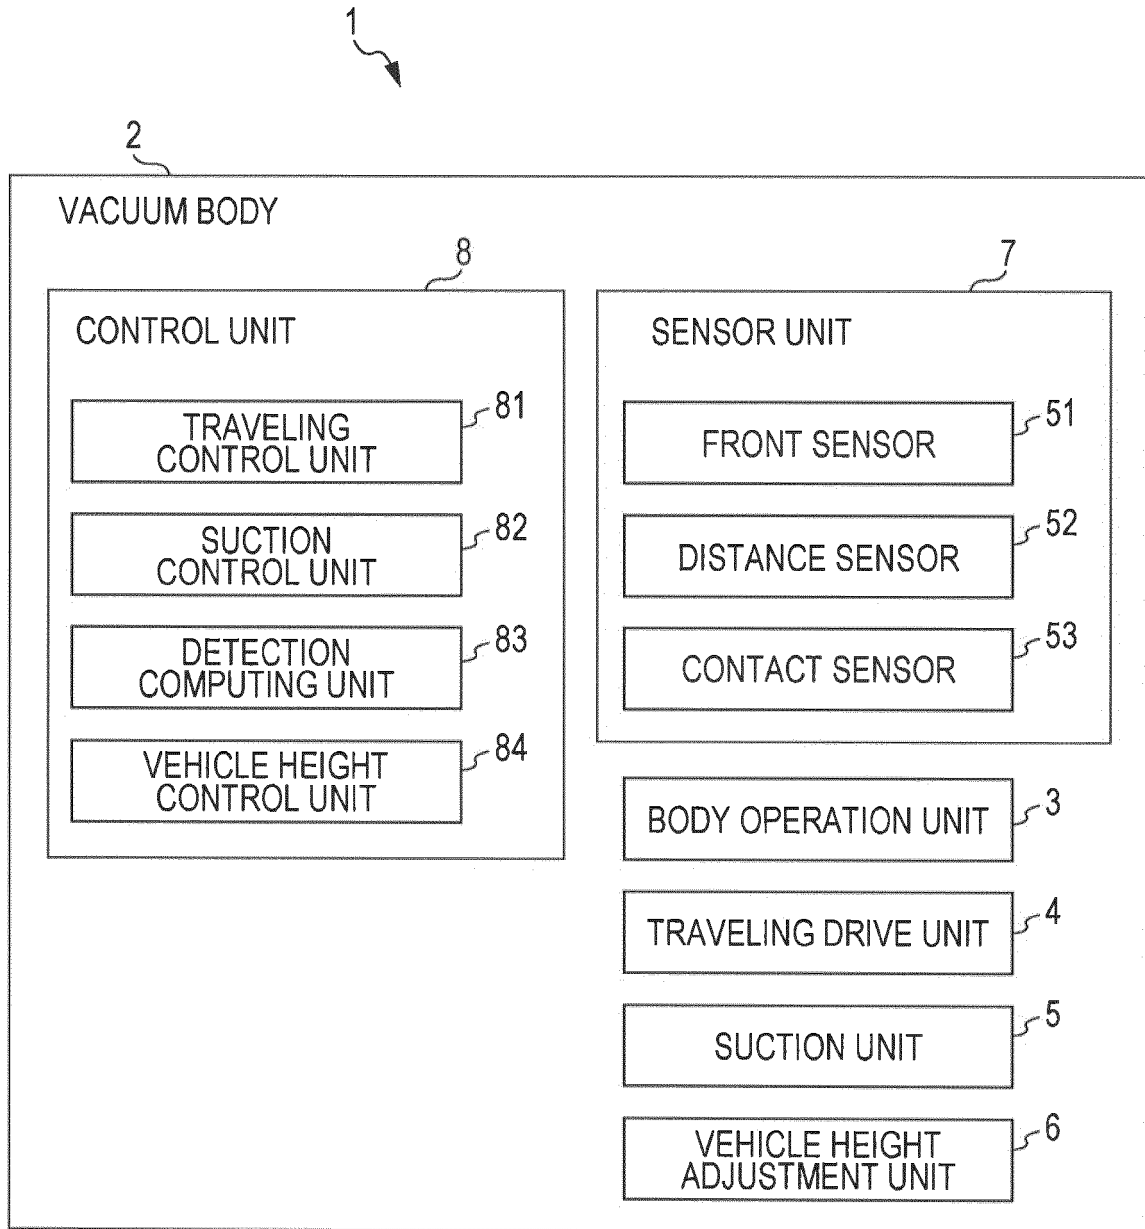 1
2
VACUUM BODY
8
CONTROL UNIT
81
TRAVELING
CONTROL UNIT
82
SUCTION
CONTROL UNIT
83
DETECTION
COMPUTING UNIT
84
VEHICLE HEIGHT
CONTROL UNIT
7
SENSOR UNIT
51
FRONT SENSOR
52
DISTANCE SENSOR
53
CONTACT SENSOR
3
BODY OPERATION UNIT
4
TRAVELING DRIVE UNIT
5
SUCTION UNIT
6
VEHICLE HEIGHT
ADJUSTMENT UNIT